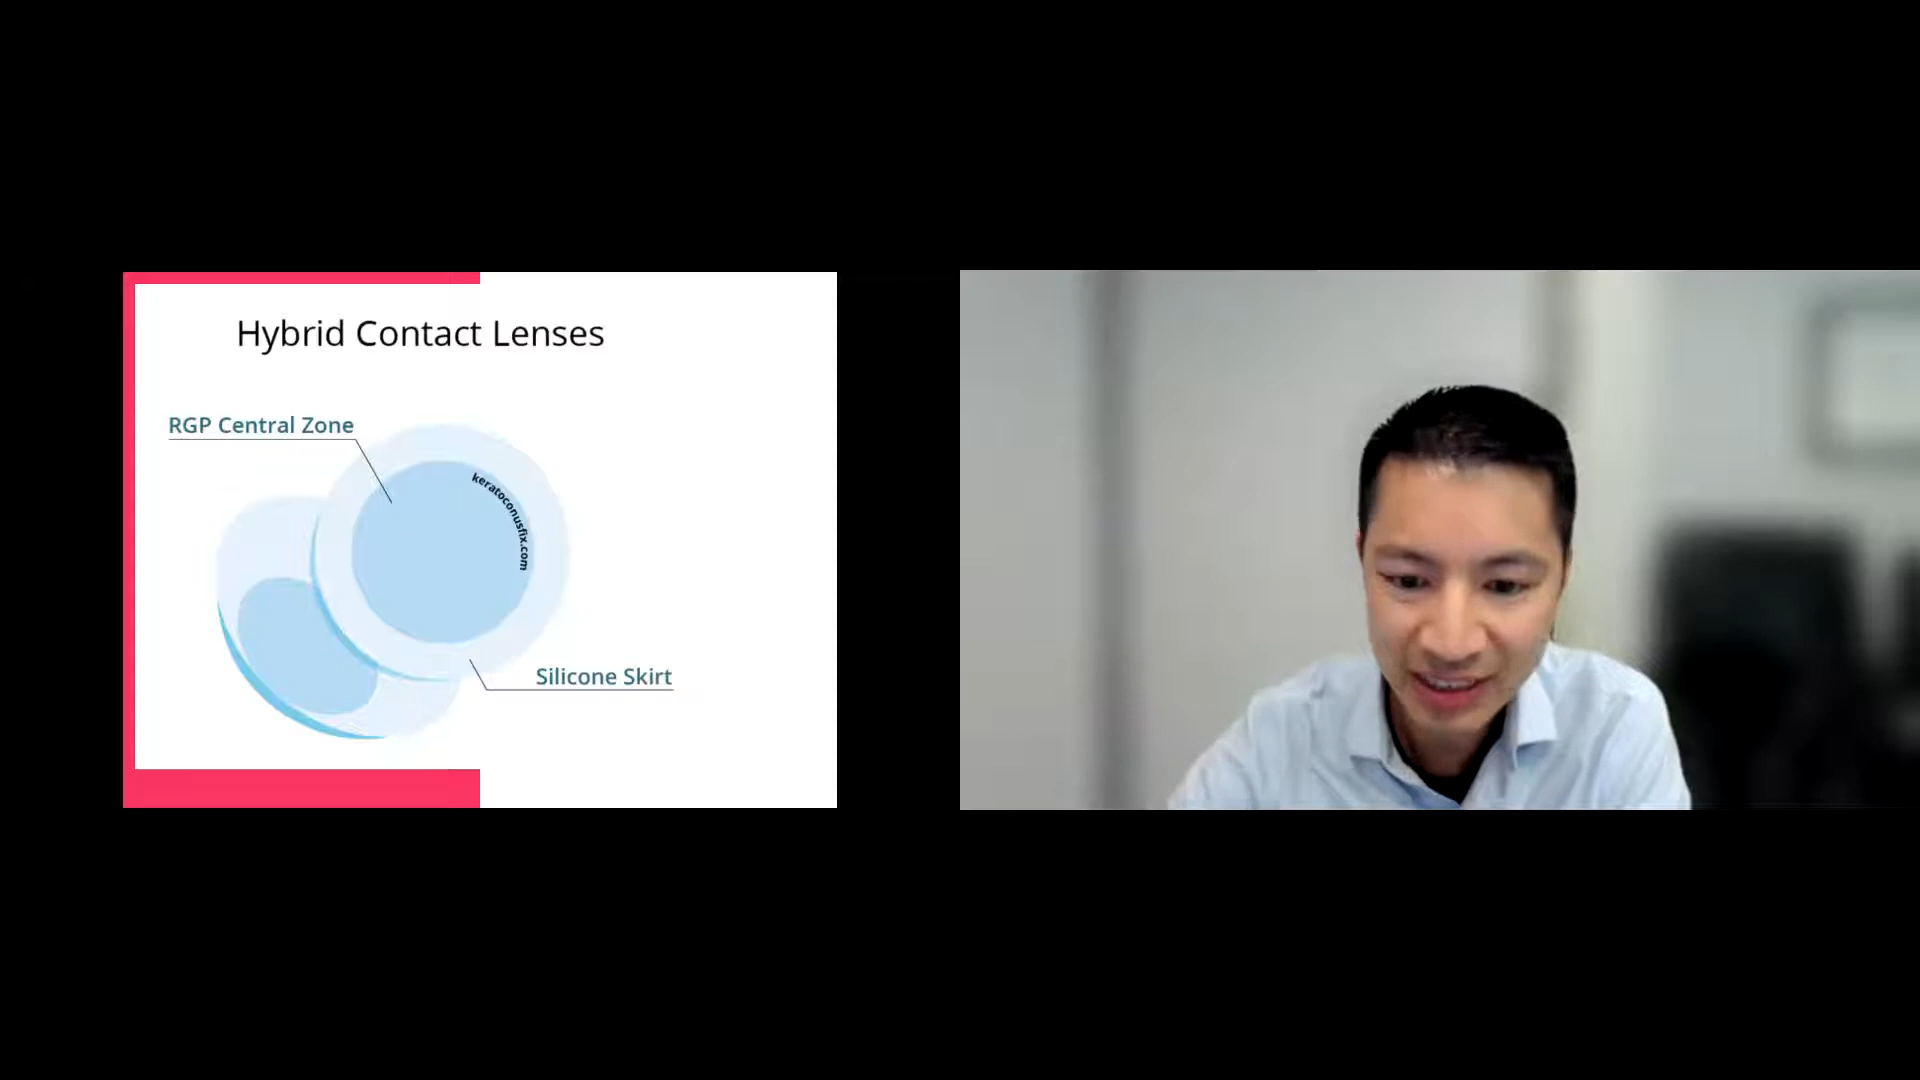 Hybrid Contact Lenses
RGP Central Zone
keratoconusfix.com
Silicone Skirt